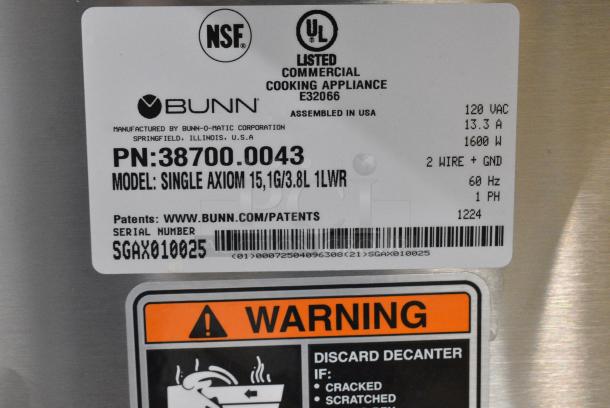 NSF®
UL®
LISTED
COMMERCIAL
COOKING APPLIANCE
E32066
ASSEMBLED IN USA
BUNN®
MANUFACTURED BY BUNN-O-MATIC CORPORATION
SPRINGFIELD, ILLINOIS, U.S.A
120 VAC
13.3 A
1600 W
2 WIRE + GND
60 Hz
1 PH
1224
PN:38700.0043
MODEL: SINGLE AXIOM 15,1G/3.8L 1LWR
Patents: WWW.BUNN.COM/PATENTS
SERIAL NUMBER
SGAX010025
(01)00072504096308(21)SGAX010025
WARNING
DISCARD DECANTER
IF:
• CRACKED
• SCRATCHED